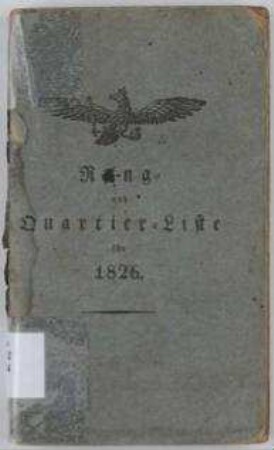 Rang-
und
Quartier-Liste
für
1826.